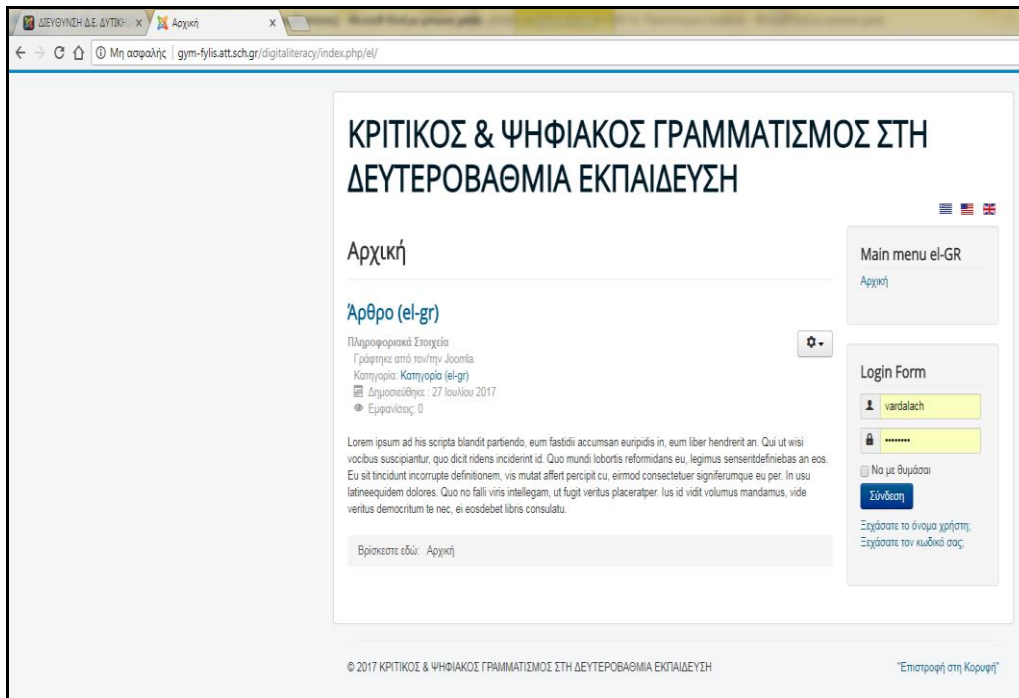 ΔΙΕΥΘΥΝΣΗ Δ.Ε. ΔΥΤΙΚΗ
Αρχική
Μη ασφαλής | gym-fylis.att.sch.gr/digitaliteracy/index.php/el/
ΚΡΙΤΙΚΟΣ & ΨΗΦΙΑΚΟΣ ΓΡΑΜΜΑΤΙΣΜΟΣ ΣΤΗ
ΔΕΥΤΕΡΟΒΑΘΜΙΑ ΕΚΠΑΙΔΕΥΣΗ
Αρχική
Άρθρο (el-gr)
Πληροφοριακά Στοιχεία
Γράφτηκε από τον/την Joomla
Κατηγορία: Κατηγορία (el-gr)
Δημοσιεύθηκε : 27 Ιουλίου 2017
Εμφανίσεις: 0
Lorem ipsum ad his scripta blandit partiendo, eum fastidii accumsan euripidis in, eum liber hendrerit an. Qui ut wisi
vocibus suscipiantur, quo dicit ridens inciderint id. Quo mundi lobortis reformidans eu, legimus senseritdefiniebas an eos.
Eu sit tincidunt incorrupte definitionem, vis mutat affert percipit cu, eirmod consectetuer signiferumque eu per. In usu
latineequidem dolores. Quo no falli viris intellegam, ut fugit veritus placeratper. Ius id vidit volumus mandamus, vide
veritus democritum te nec, ei eosdebet libris consulatu.
Βρίσκεστε εδώ: Αρχική
Main menu el-GR
Αρχική
Login Form
vardalach
••••••••
Να με θυμάσαι
Σύνδεση
Ξεχάσατε το όνομα χρήστη;
Ξεχάσατε τον κωδικό σας;
© 2017 ΚΡΙΤΙΚΟΣ & ΨΗΦΙΑΚΟΣ ΓΡΑΜΜΑΤΙΣΜΟΣ ΣΤΗ ΔΕΥΤΕΡΟΒΑΘΜΙΑ ΕΚΠΑΙΔΕΥΣΗ
"Επιστροφή στη Κορυφή"